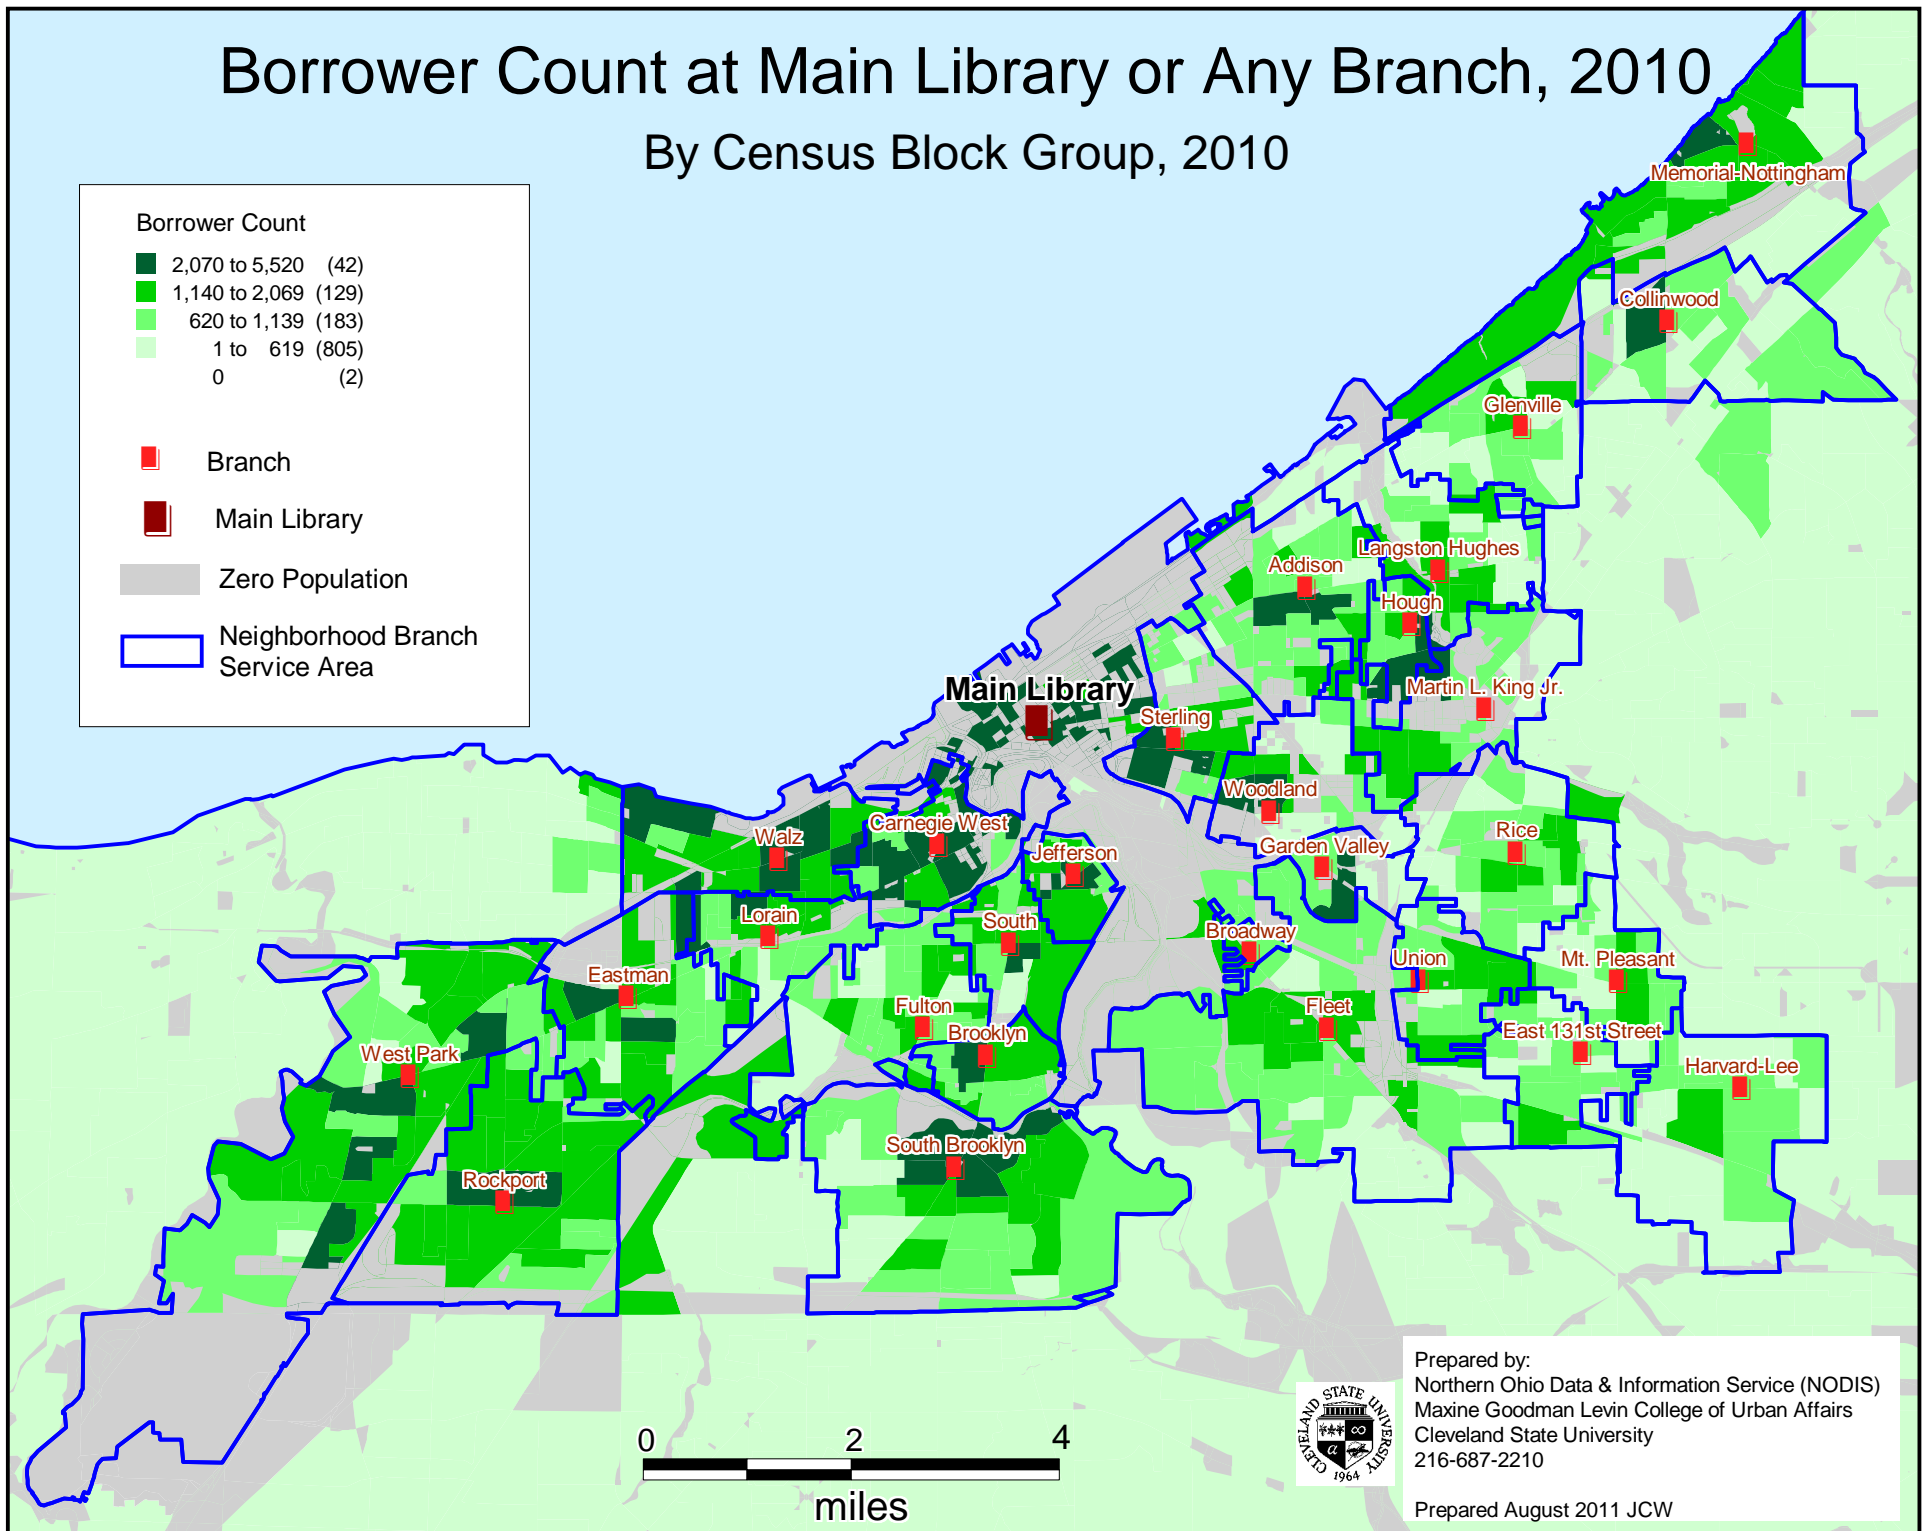 Borrower Count at Main Library or Any Branch, 2010
By Census Block Group, 2010
Borrower Count
2,070 to 5,520 (42)
1,140 to 2,069 (129)
620 to 1,139 (183)
1 to 619 (805)
0 (2)
Branch
Main Library
Zero Population
Neighborhood Branch
Service Area
Memorial-Nottingham
Collinwood
Glenville
Langston Hughes
Addison
Hough
Martin L. King Jr.
Main Library
Sterling
Woodland
Walz
Carnegie West
Jefferson
Garden Valley
Rice
Lorain
South
Broadway
Union
Mt. Pleasant
Eastman
Fulton
Brooklyn
Fleet
East 131st Street
West Park
Harvard-Lee
South Brooklyn
Rockport
0 2 4
miles
CLEVELAND STATE UNIVERSITY
1964
Prepared by:
Northern Ohio Data & Information Service (NODIS)
Maxine Goodman Levin College of Urban Affairs
Cleveland State University
216-687-2210
Prepared August 2011 JCW